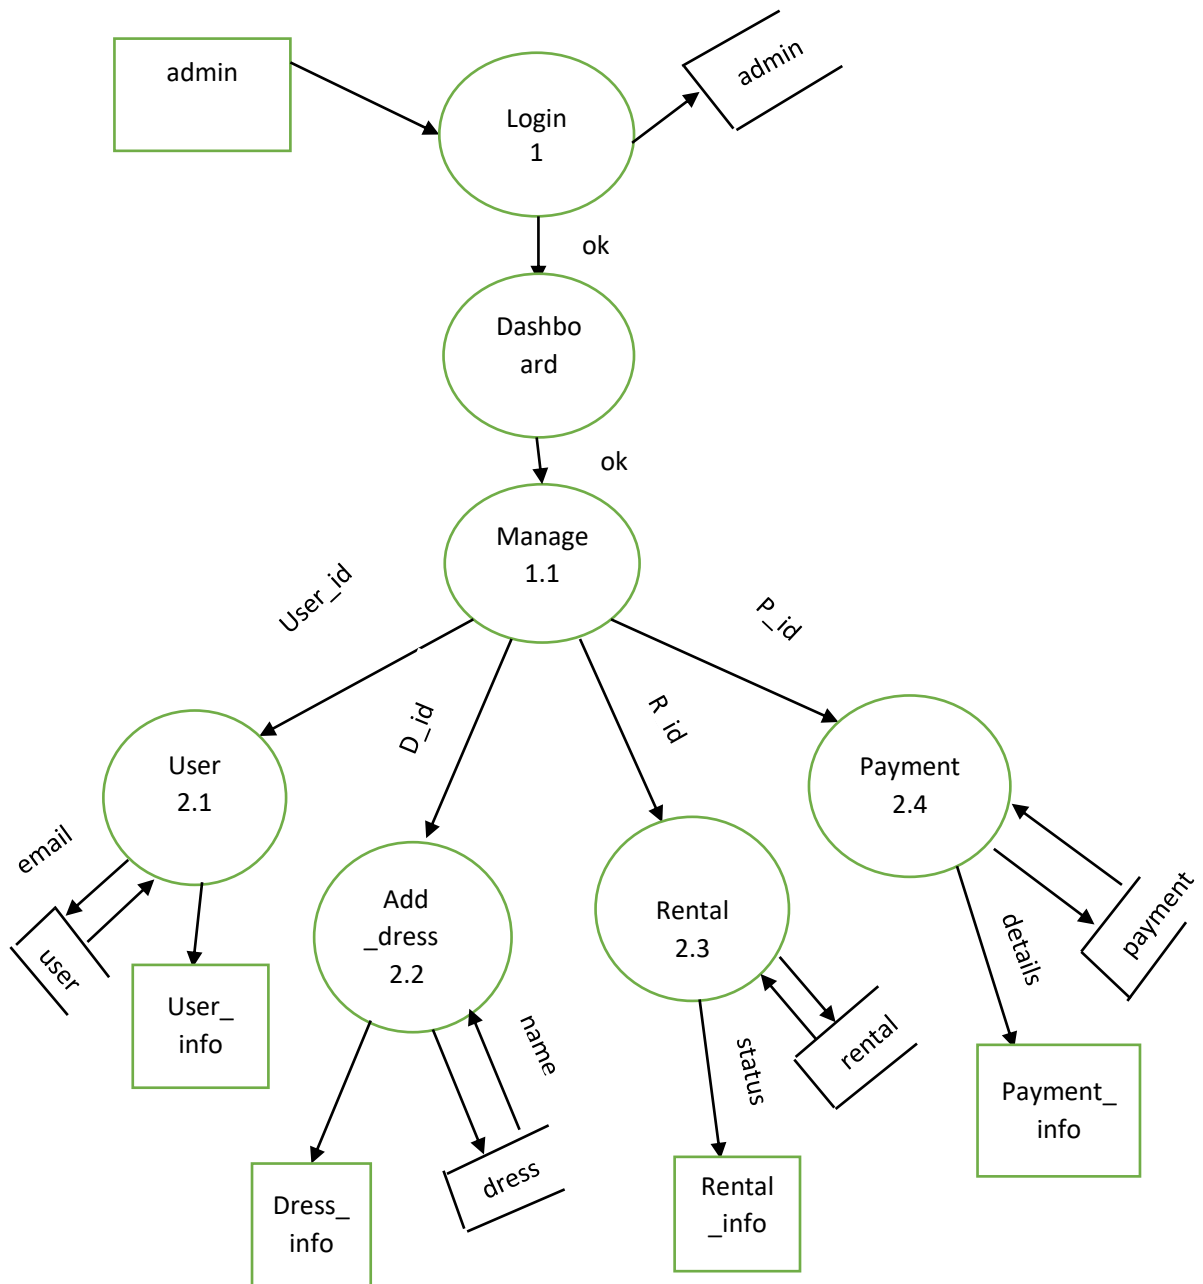 admin
admin
Login
1
ok
Dashbo
ard
ok
Manage
1.1
User_id
P_id
D_id
R_id
User
2.1
Payment
2.4
email
Add
_dress
2.2
Rental
2.3
user
payment
details
User_
info
name
status
rental
Payment_
info
dress
Dress_
info
Rental
_info